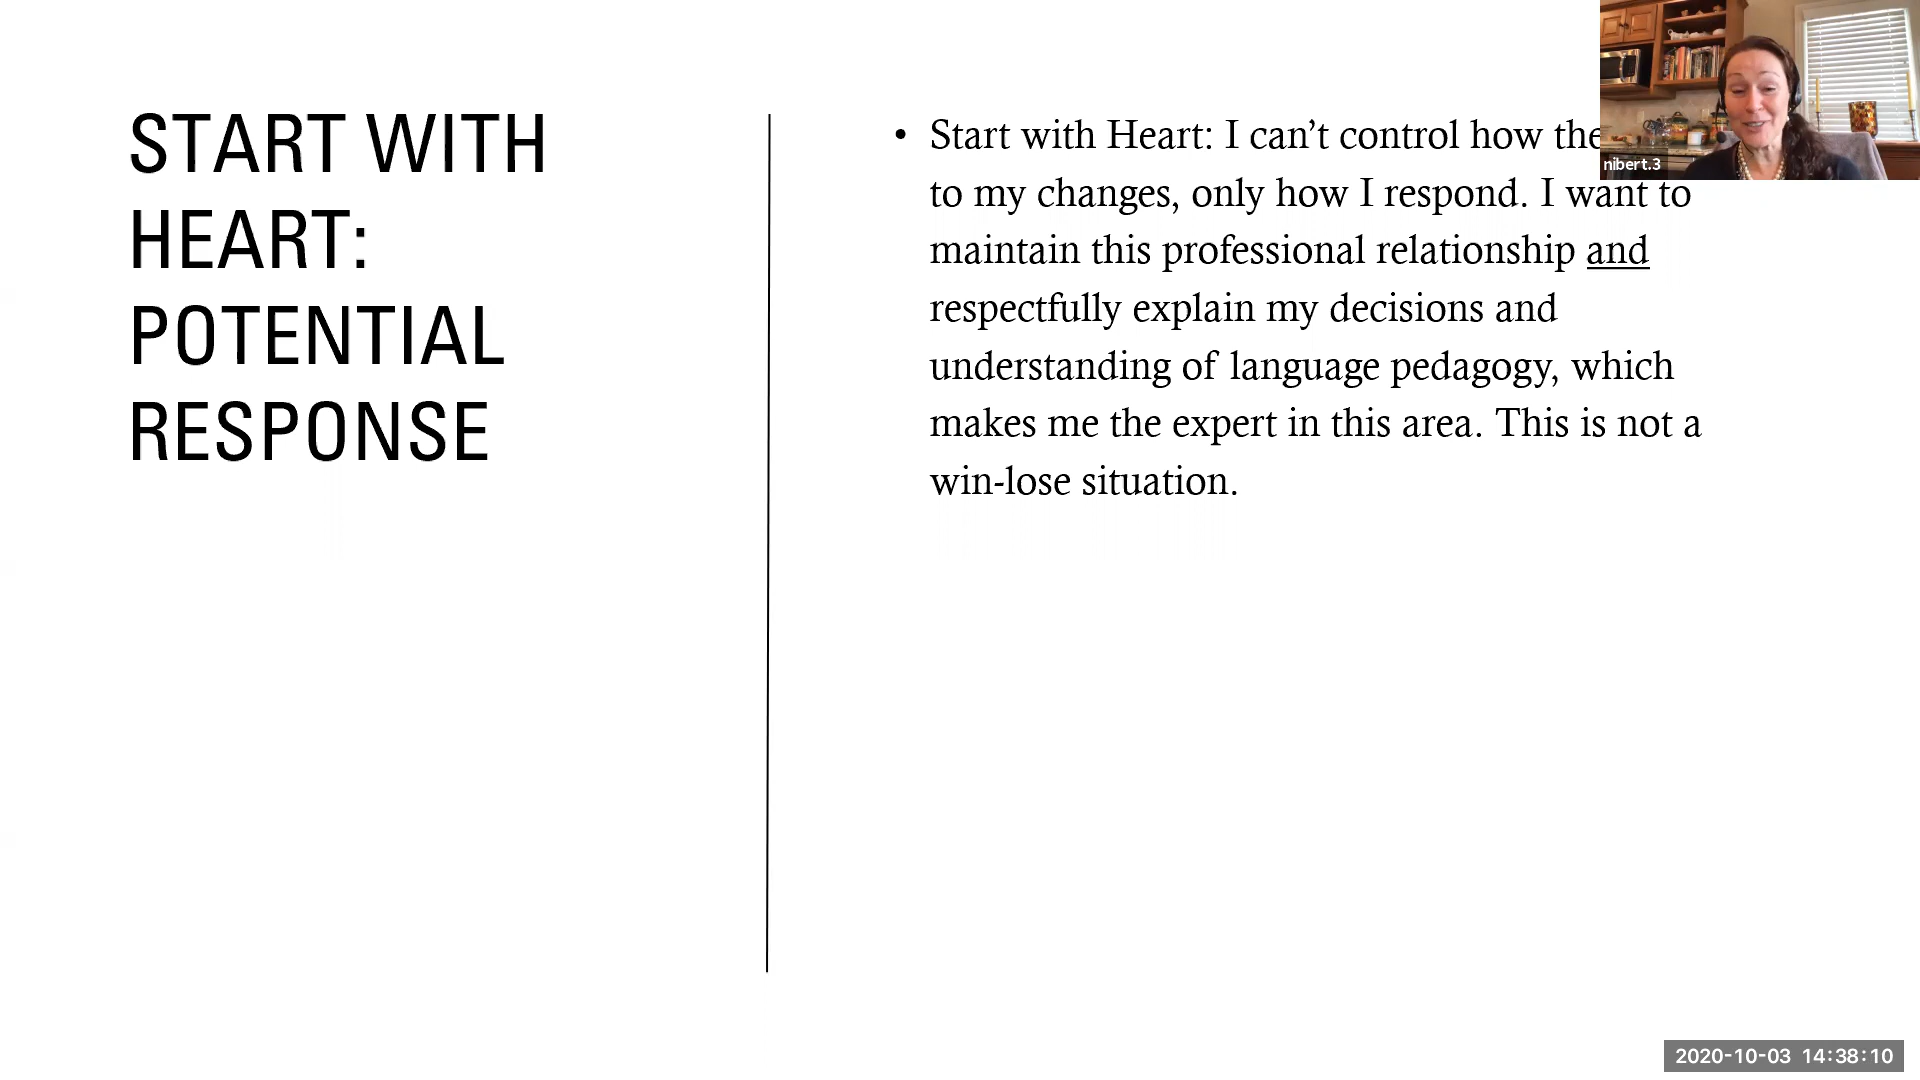 START WITH
HEART:
POTENTIAL
RESPONSE
• Start with Heart: I can’t control how
to my changes, only how I respond. I want to
maintain this professional relationship and
respectfully explain my decisions and
understanding of language pedagogy, which
makes me the expert in this area. This is not a
win-lose situation.
nibert.3
2020-10-03 14:38:10